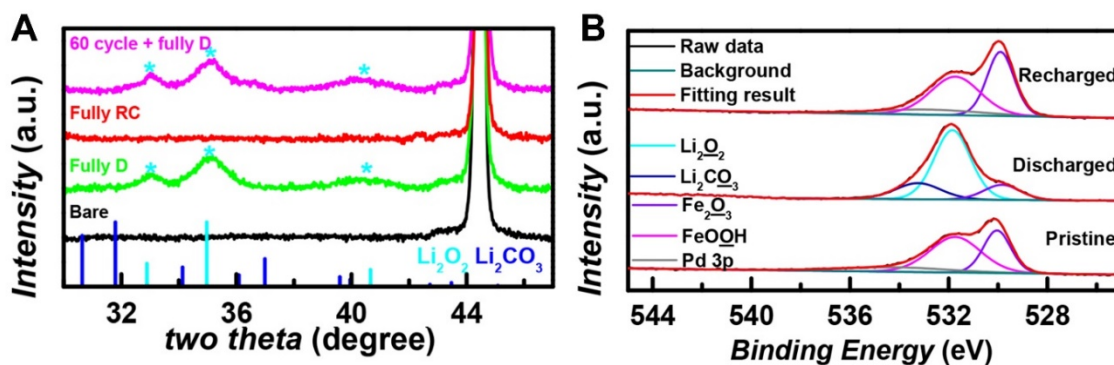 A
Intensity (a.u.)
60 cycle + fully D
* * *
Fully RC
Fully D
* * *
Bare
Li₂O₂ Li₂CO₃
32 36 40 44
two theta (degree)
B
Intensity (a.u.)
Raw data
Background
Fitting result
Recharged
Li₂O₂
Li₂CO₃
Discharged
Fe₂O₃
FeOOH
Pd 3p
Pristine
544 540 536 532 528
Binding Energy (eV)